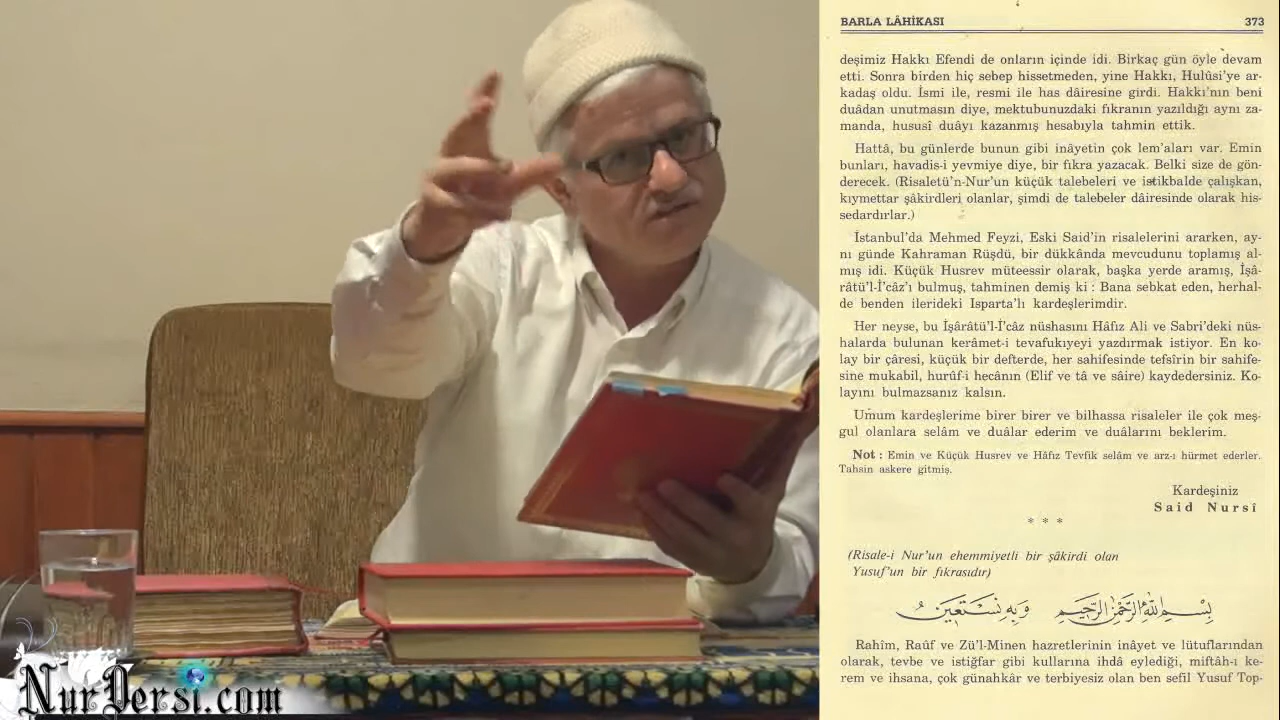 BARLA LÂHİKASI 373
deşimiz Hakkı Efendi de onların içinde idi. Birkaç gün öyle devam
etti. Sonra birden hiç sebep hissetmeden, yine Hakkı, Hulûsi'ye ar-
kadaş oldu. İsmi ile, resmi ile has dâiresine girdi. Hakkı'nın beni
duâdan unutmasın diye, mektubunuzdaki fıkranın yazıldığı aynı za-
manda, hususî duâyı kazanmış hesabıyla tahmin ettik.
Hattâ, bu günlerde bunun gibi inâyetin çok lem'aları var. Emin
bunları, havadis-i yevmiye diye, bir fıkra yazacak. Belki size de gön-
derecek. (Risaletü'n-Nur'un küçük talebeleri ve istikbalde çalışkan,
kıymettar şâkirdleri olanlar, şimdi de talebeler dâiresinde olarak his-
sedardırlar.)
İstanbul'da Mehmed Feyzi, Eski Said'in risalelerini ararken, ay-
nı günde Kahraman Rüşdü, bir dükkânda mevcudunu toplamış al-
mış idi. Küçük Husrev müteessir olarak, başka yerde aramış, İşâ-
râtü'l-İ'câz'ı bulmuş, tahminen demiş ki : Bana sebkat eden, herhal-
de benden ilerideki Isparta'lı kardeşlerimdir.
Her neyse, bu İşârâtü'l-İ'câz nüshasını Hâfız Ali ve Sabri'deki nüs-
halarda bulunan kerâmet-i tevafukıyeyi yazdırmak istiyor. En ko-
lay bir çâresi, küçük bir defterde, her sahifesinde tefsîrin bir sahife-
sine mukabil, hurûf-i hecânın (Elif ve tâ ve sâire) kaydedersiniz. Ko-
layını bulmazsanız kalsın.
Umum kardeşlerime birer birer ve bilhassa risaleler ile çok meş-
gul olanlara selâm ve duâlar ederim ve duâlarını beklerim.
Not : Emin ve Küçük Husrev ve Hâfız Tevfik selâm ve arz-ı hürmet ederler.
Tahsin askere gitmiş.
Kardeşiniz
Said Nursî
* * *
(Risale-i Nur'un ehemmiyetli bir şâkirdi olan
Yusuf'un bir fıkrasıdır)
بِسْمِ اللّٰهِ الرَّحْمٰنِ الرَّحِيمِ وَبِهِ نَسْتَعِينُ
Rahîm, Raûf ve Zü'l-Minen hazretlerinin inâyet ve lütuflarından
olarak, tevbe ve istiğfar gibi kullarına ihdâ eylediği, miftâh-ı ke-
rem ve ihsana, çok günahkâr ve terbiyesiz olan ben sefil Yusuf Top-
NurDersi.com